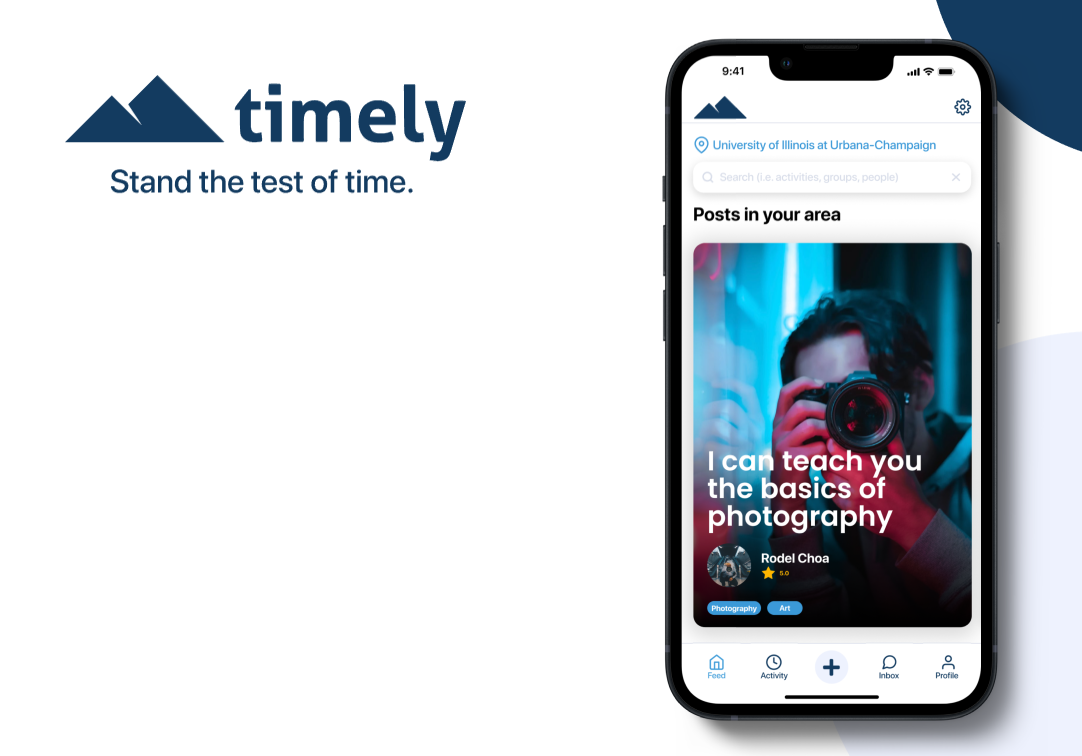 timely
Stand the test of time.
9:41
University of Illinois at Urbana-Champaign
Search (i.e. activities, groups, people)
Posts in your area
I can teach you
the basics of
photography
Rodel Choa
5.0
Photography Art
Feed Activity Inbox Profile